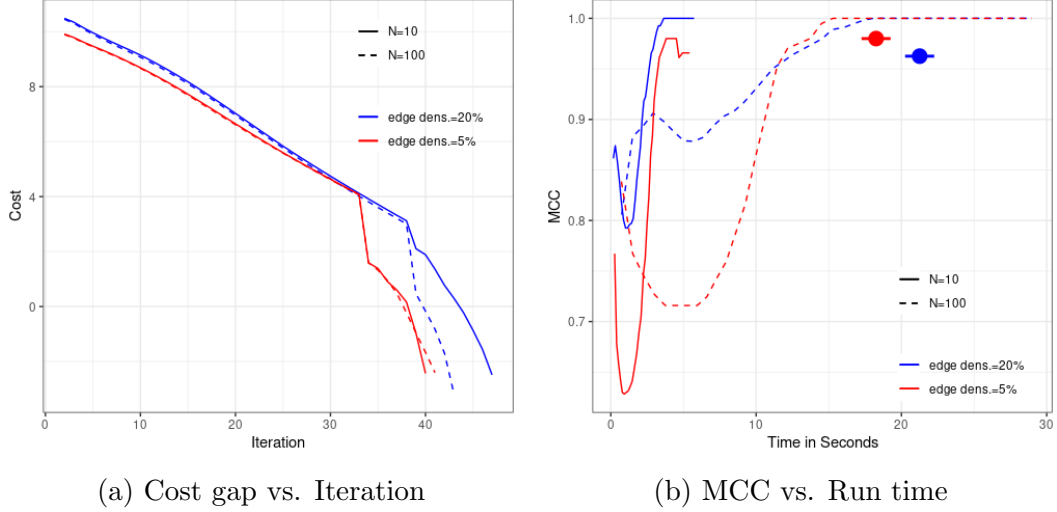 8
4
0
0
10
20
30
40
Cost
Iteration
N=10
N=100
edge dens.=20%
edge dens.=5%
(a) Cost gap vs. Iteration
1.0
0.9
0.8
0.7
0
10
20
30
MCC
Time in Seconds
N=10
N=100
edge dens.=20%
edge dens.=5%
(b) MCC vs. Run time